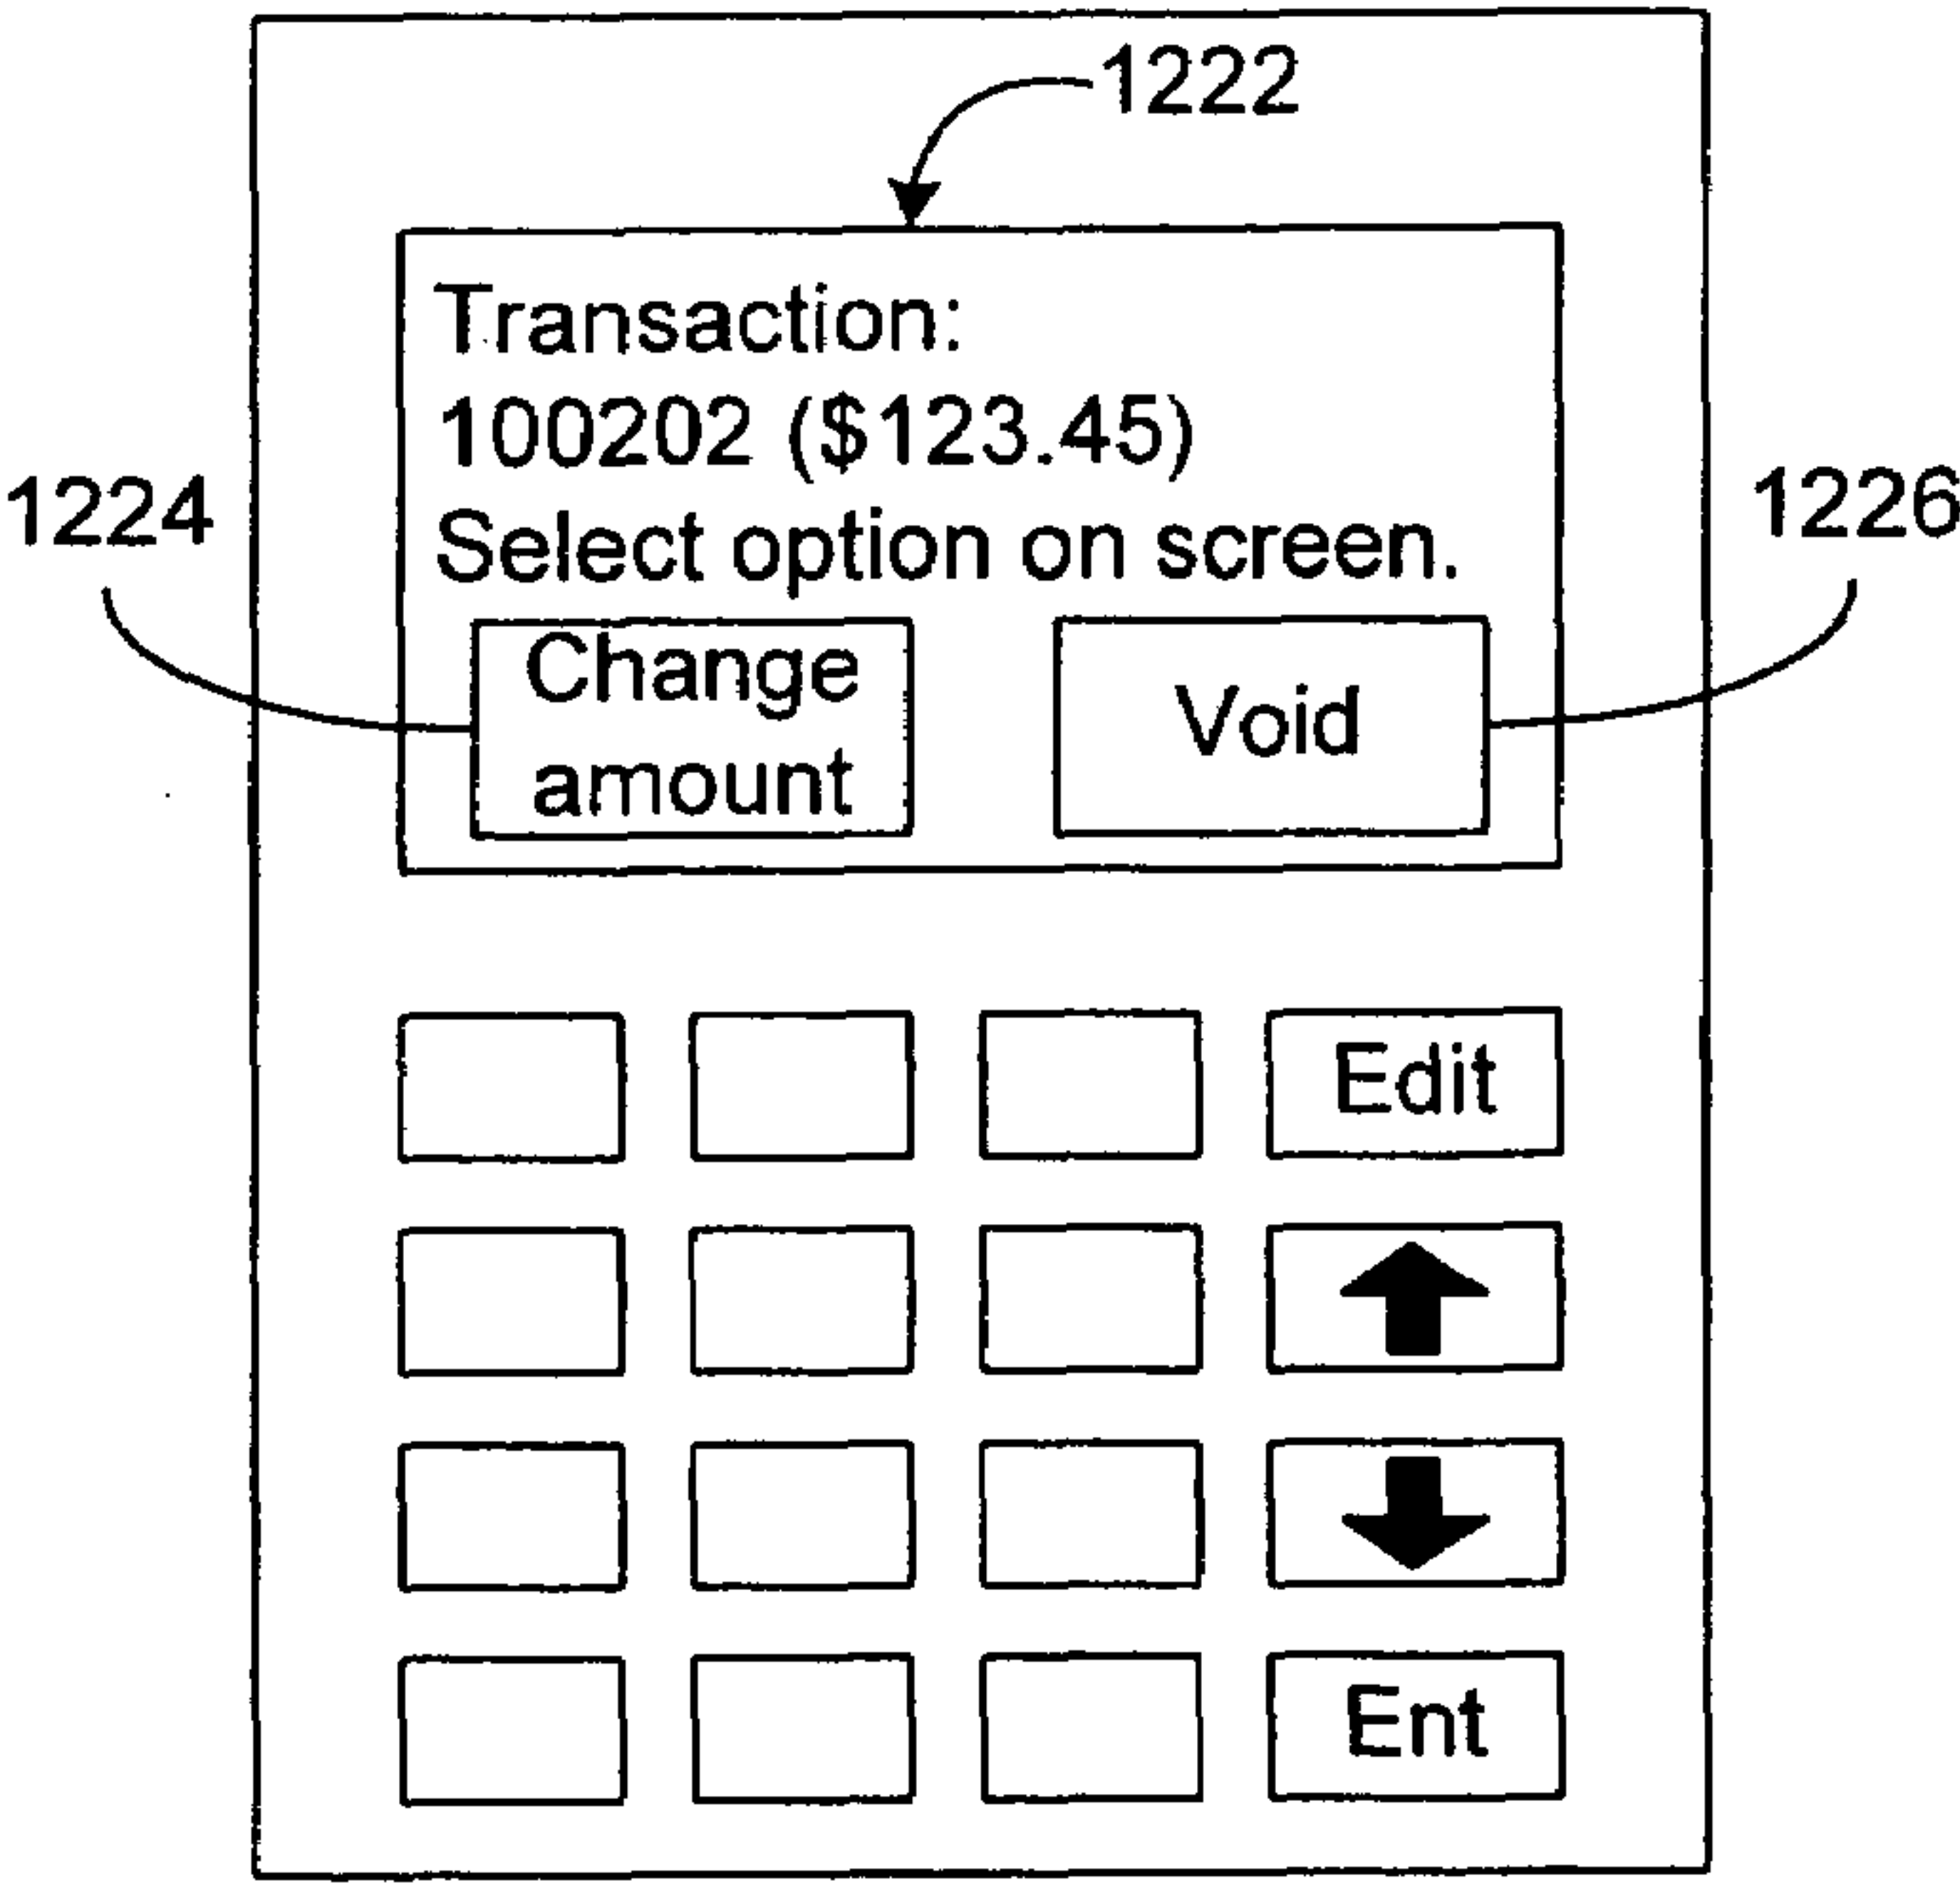 1222
Transaction:
100202 ($123.45)
1224
1226
Select option on screen.
Change
amount
Void
Edit
Ent